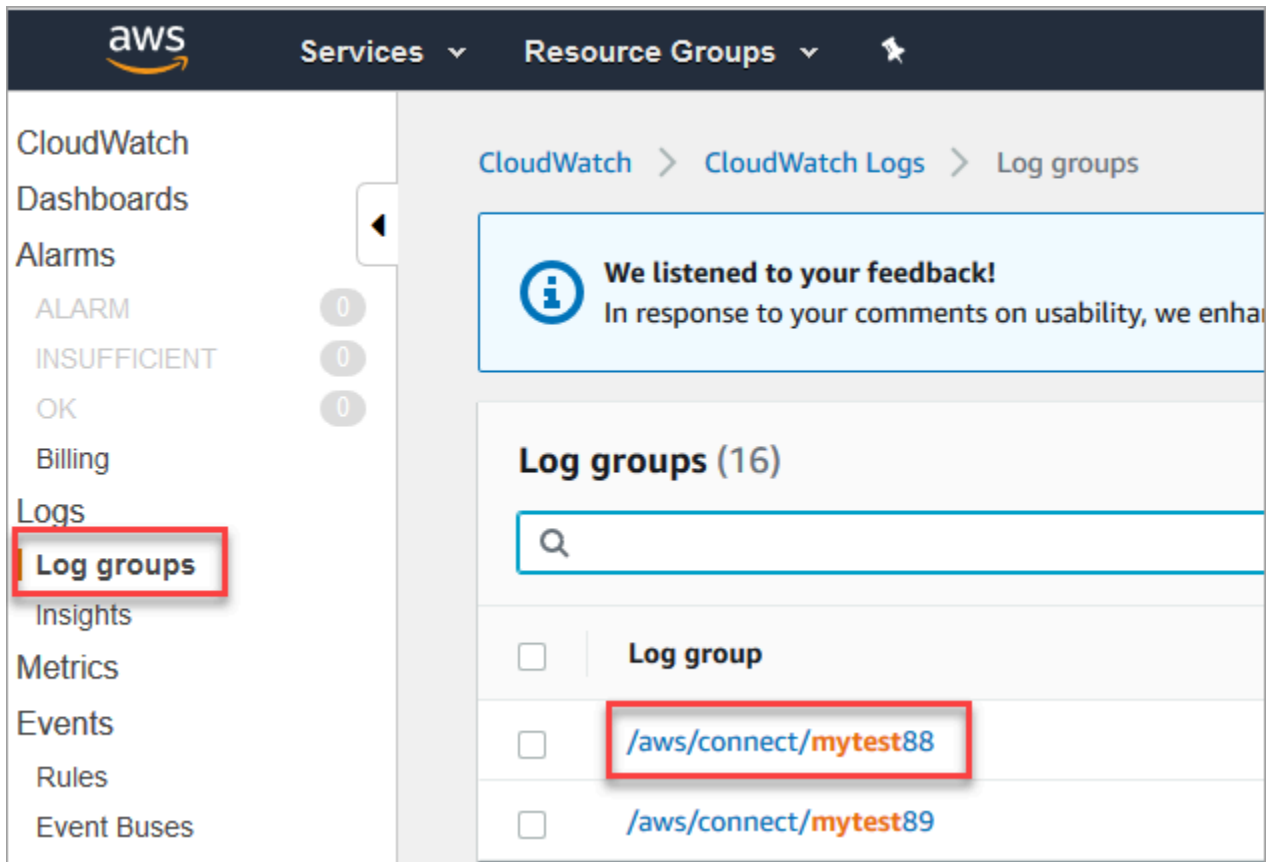 aws
Services
Resource Groups
CloudWatch
Dashboards
Alarms
ALARM 0
INSUFFICIENT 0
OK 0
Billing
Logs
Log groups
Insights
Metrics
Events
Rules
Event Buses
CloudWatch > CloudWatch Logs > Log groups
We listened to your feedback!
In response to your comments on usability, we enha
Log groups (16)
Log group
/aws/connect/mytest88
/aws/connect/mytest89